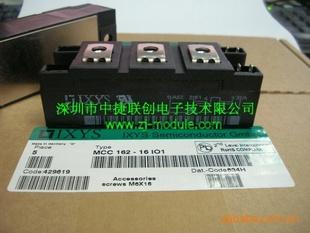 IXYS
深圳市中捷联创电子技术有限公
www.zj-module.com
IXYS
IXYS Semiconductor GmbH
Made in Germany
Piece
5
Type
MCC 162 - 16 IO1
Code: 429619
Dat.-Code:
Accessories
screws M6X16